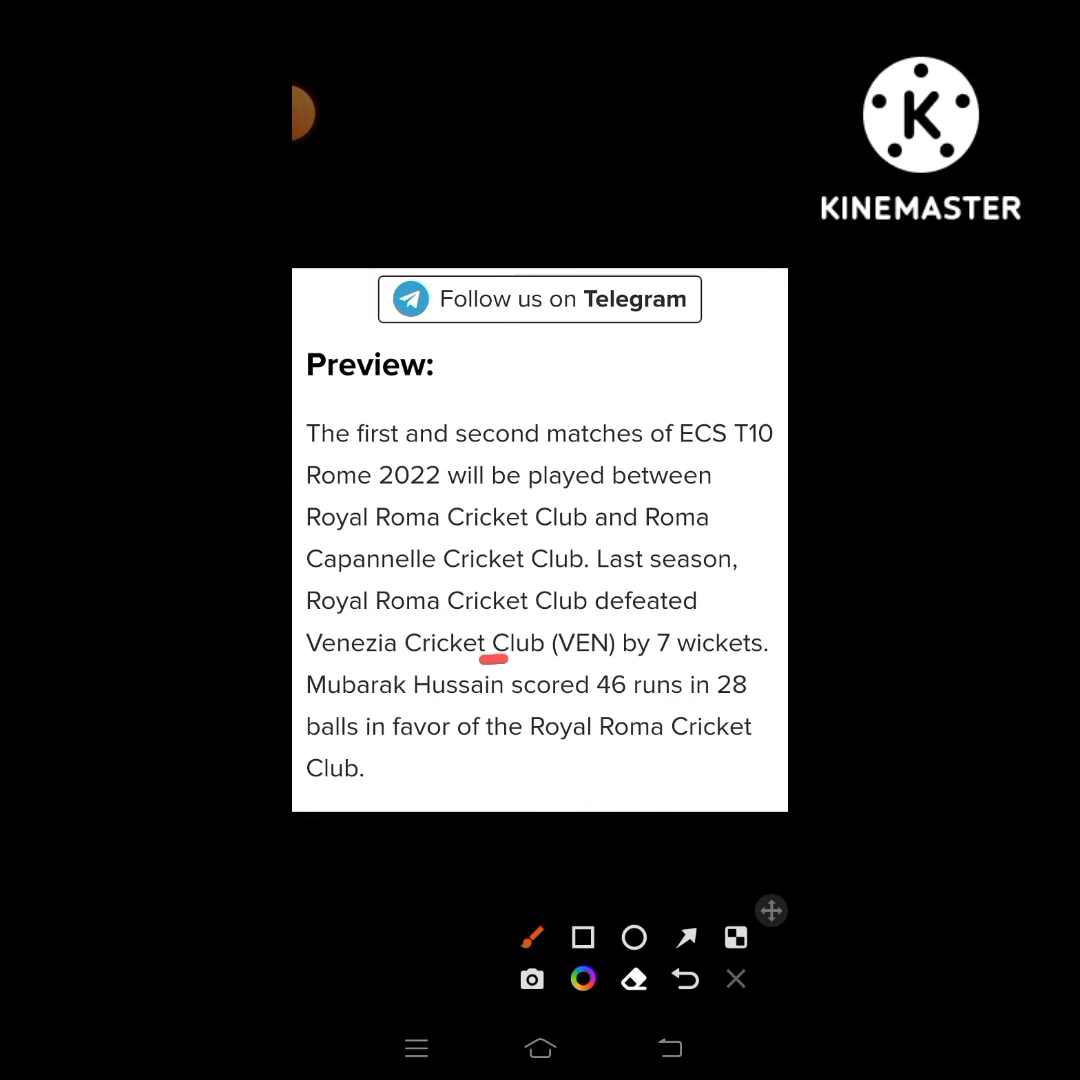 K
KINEMASTER
Follow us on Telegram
Preview:
The first and second matches of ECS T10
Rome 2022 will be played between
Royal Roma Cricket Club and Roma
Capannelle Cricket Club. Last season,
Royal Roma Cricket Club defeated
Venezia Cricket Club (VEN) by 7 wickets.
Mubarak Hussain scored 46 runs in 28
balls in favor of the Royal Roma Cricket
Club.